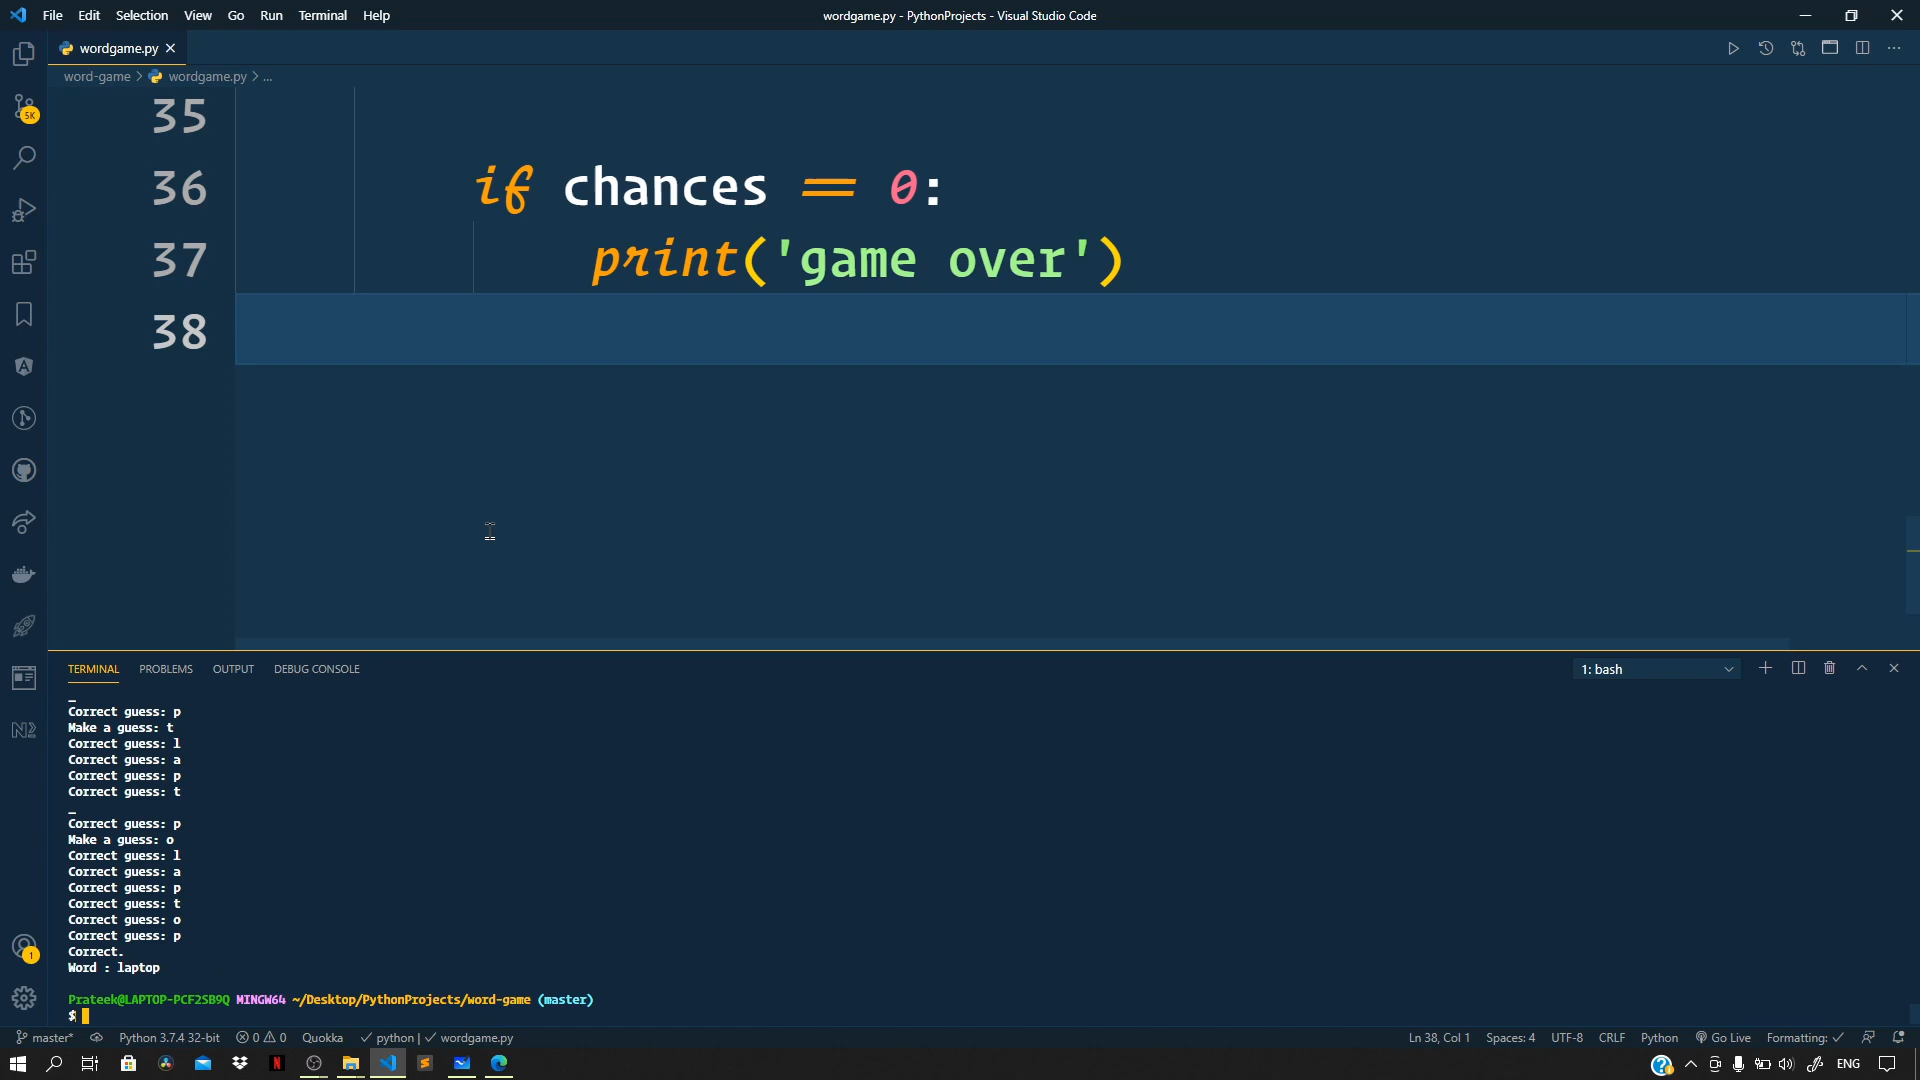 File Edit Selection View Go Run Terminal Help
wordgame.py - PythonProjects - Visual Studio Code
wordgame.py
word-game > wordgame.py > ...
5K
35
36 if chances == 0:
37 print('game over')
38
TERMINAL PROBLEMS OUTPUT DEBUG CONSOLE
1: bash
_
Correct guess: p
Make a guess: t
Correct guess: l
Correct guess: a
Correct guess: p
Correct guess: t
_
Correct guess: p
Make a guess: o
Correct guess: l
Correct guess: a
Correct guess: p
Correct guess: t
Correct guess: o
Correct guess: p
Correct.
Word : laptop
Prateek@LAPTOP-PCF2SB9Q MINGW64 ~/Desktop/PythonProjects/word-game (master)
$
1
master* Python 3.7.4 32-bit 0 0 Quokka python | wordgame.py
Ln 38, Col 1 Spaces: 4 UTF-8 CRLF Python Go Live Formatting:
ENG